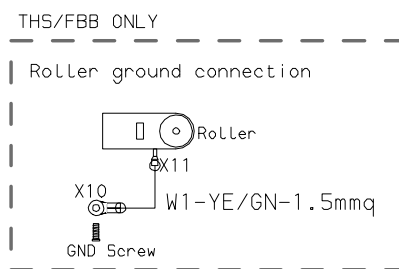 THS/FBB ONLY
Roller ground connection
Roller
X11
X10
W1-YE/GN-1.5mmq
GND Screw